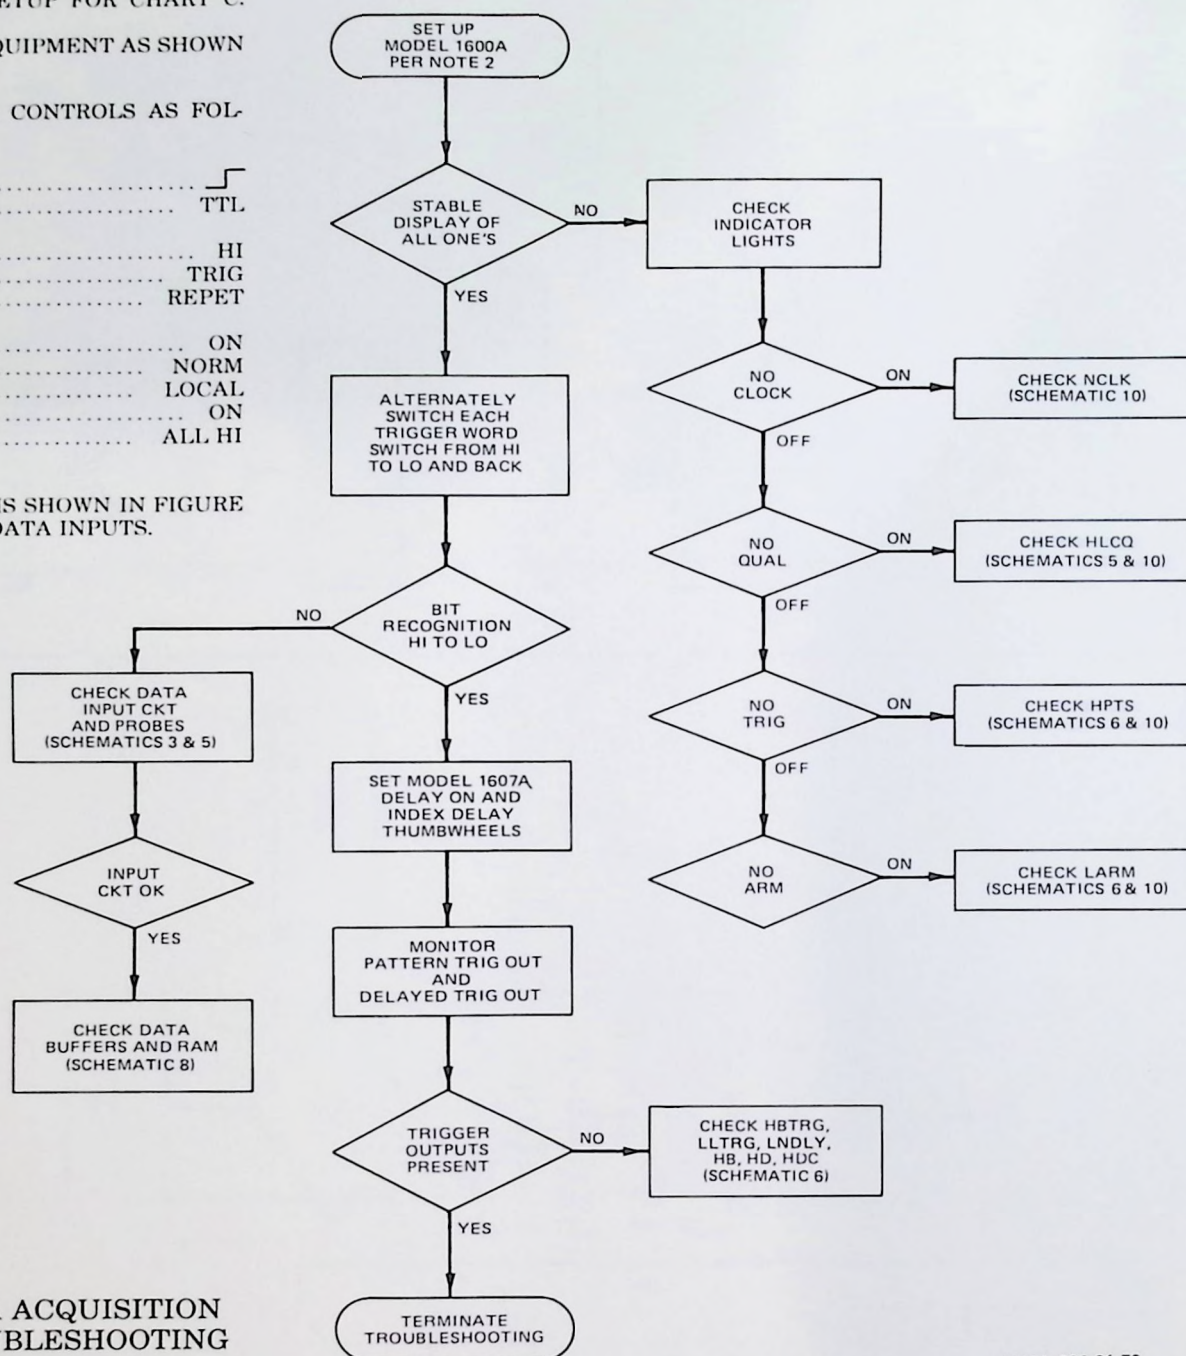 SETUP FOR CHART C.
QUIPMENT AS SHOWN
CONTROLS AS FOL-
TTL
HI
TRIG
REPET
ON
NORM
LOCAL
ON
ALL HI
IS SHOWN IN FIGURE
DATA INPUTS.
SET UP
MODEL 1600A
PER NOTE 2
STABLE
DISPLAY OF
ALL ONE'S
NO
YES
CHECK
INDICATOR
LIGHTS
NO
CLOCK
ON
OFF
CHECK NCLK
(SCHEMATIC 10)
NO
QUAL
ON
OFF
CHECK HLCQ
(SCHEMATICS 5 & 10)
NO
TRIG
ON
OFF
CHECK HPTS
(SCHEMATICS 6 & 10)
NO
ARM
ON
CHECK LARM
(SCHEMATICS 6 & 10)
ALTERNATELY
SWITCH EACH
TRIGGER WORD
SWITCH FROM HI
TO LO AND BACK
BIT
RECOGNITION
HI TO LO
NO
YES
CHECK DATA
INPUT CKT
AND PROBES
(SCHEMATICS 3 & 5)
INPUT
CKT OK
YES
CHECK DATA
BUFFERS AND RAM
(SCHEMATIC 8)
SET MODEL 1607A
DELAY ON AND
INDEX DELAY
THUMBWHEELS
MONITOR
PATTERN TRIG OUT
AND
DELAYED TRIG OUT
TRIGGER
OUTPUTS
PRESENT
NO
YES
CHECK HBTRG,
LLTRG, LNDLY,
HB, HD, HDC
(SCHEMATIC 6)
TERMINATE
TROUBLESHOOTING
ACQUISITION
UBLESHOOTING